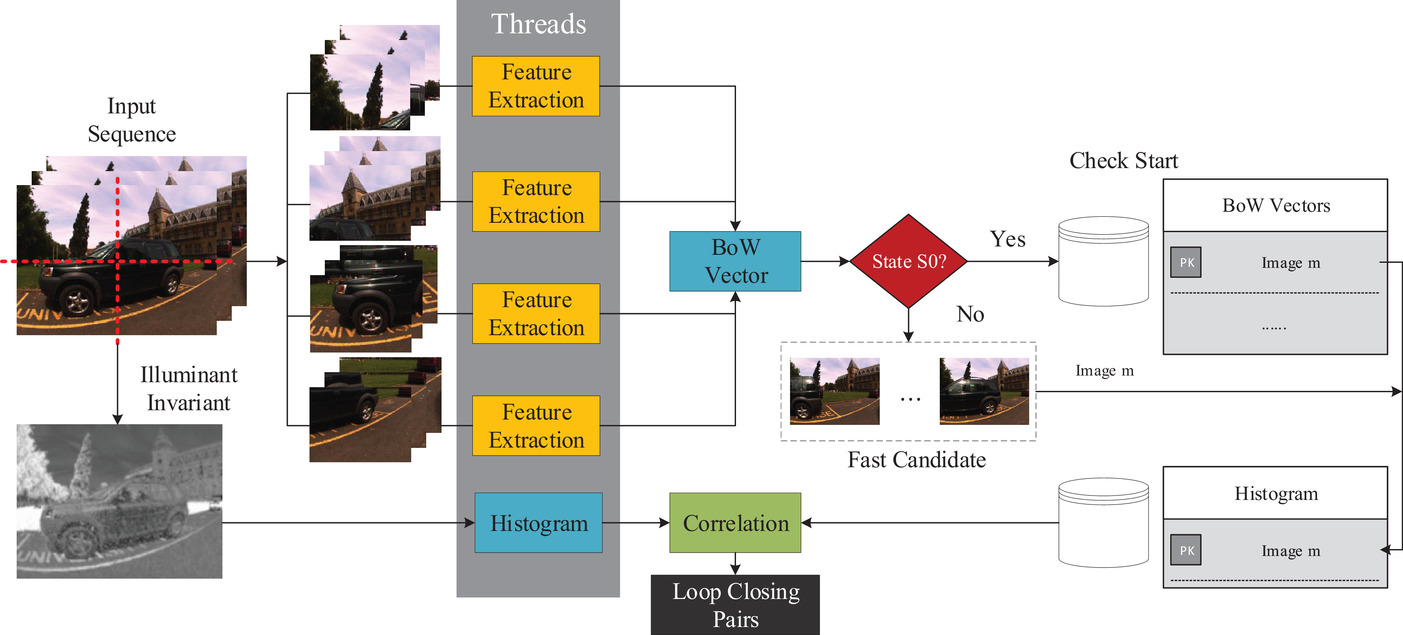 Threads
Input
Sequence
Feature
Extraction
Feature
Extraction
Feature
Extraction
Feature
Extraction
Illuminant
Invariant
Histogram
BoW
Vector
State S0?
Yes
No
Check Start
BoW Vectors
PK
Image m
......
...
Fast Candidate
Image m
Histogram
PK
Image m
Correlation
Loop Closing
Pairs